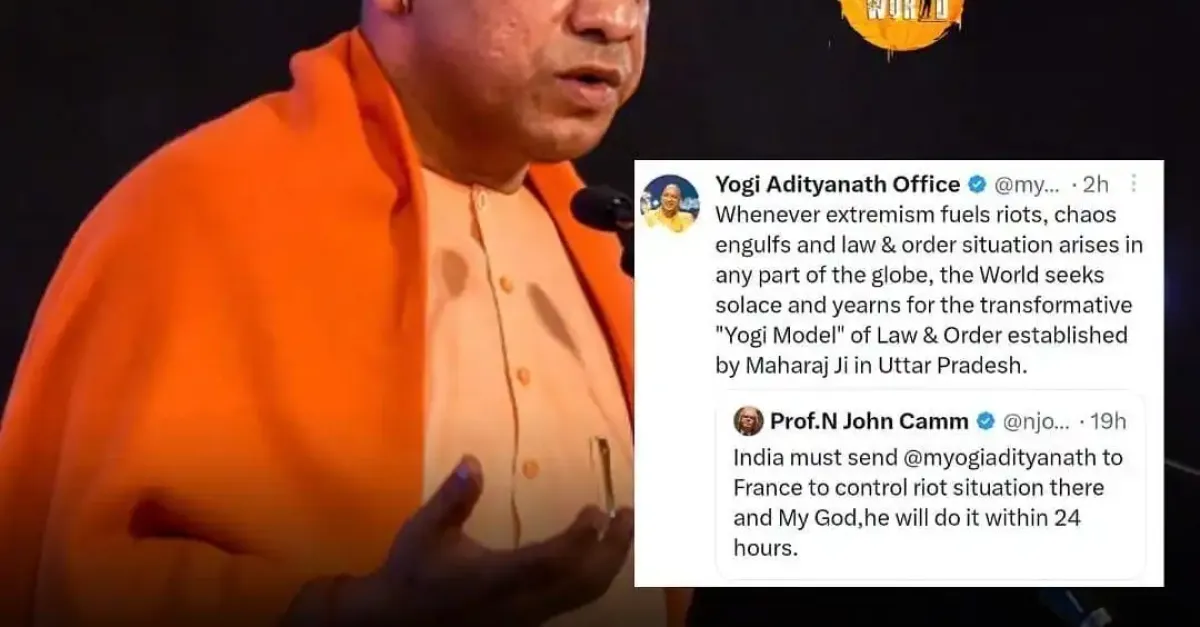 WORLD
Yogi Adityanath Office @my... · 2h
Whenever extremism fuels riots, chaos
engulfs and law & order situation arises in
any part of the globe, the World seeks
solace and yearns for the transformative
"Yogi Model" of Law & Order established
by Maharaj Ji in Uttar Pradesh.
Prof.N John Camm @njo... · 19h
India must send @myogiadityanath to
France to control riot situation there
and My God,he will do it within 24
hours.